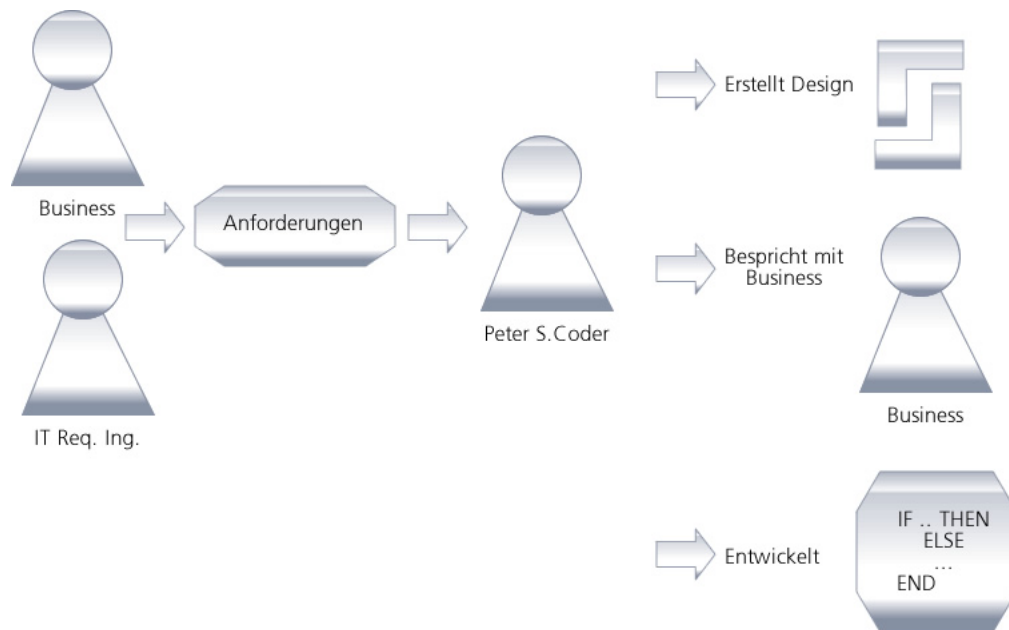 Business
IT Req. Ing.
Anforderungen
Peter S.Coder
Erstellt Design
Bespricht mit
Business
Business
Entwickelt
IF .. THEN
ELSE
...
END